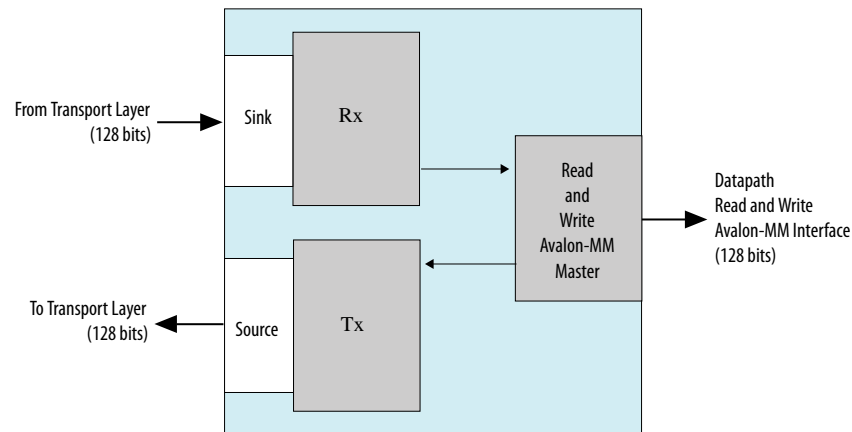 From Transport Layer
(128 bits)
Sink
Rx
Read
and
Write
Avalon-MM
Master
Datapath
Read and Write
Avalon-MM Interface
(128 bits)
To Transport Layer
(128 bits)
Source
Tx